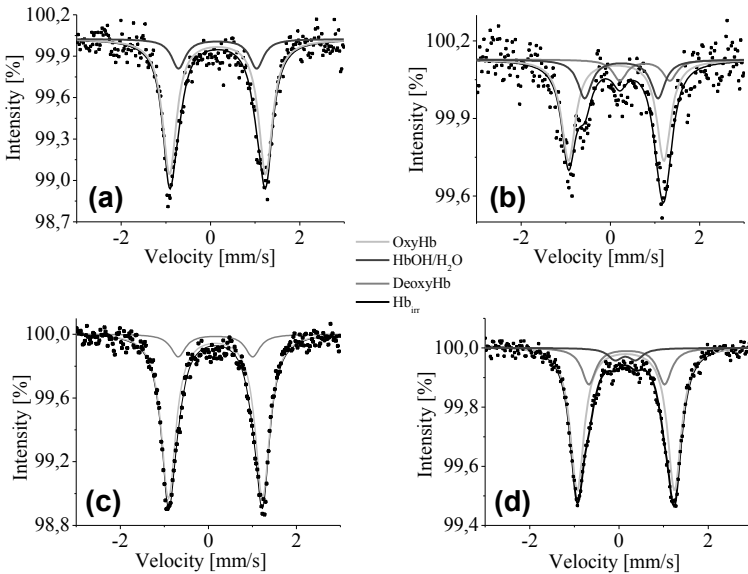 100,2
99,9
99,6
99,3
99,0
98,7
Intensity [%]
(a)
-2 0 2
Velocity [mm/s]
100,2
99,9
99,6
Intensity [%]
(b)
-2 0 2
Velocity [mm/s]
OxyHb
HbOH/H₂O
DeoxyHb
Hbᵢᵣᵣ
100,0
99,6
99,2
98,8
Intensity [%]
(c)
-2 0 2
Velocity [mm/s]
100,0
99,8
99,6
99,4
Intensity [%]
(d)
-2 0 2
Velocity [mm/s]